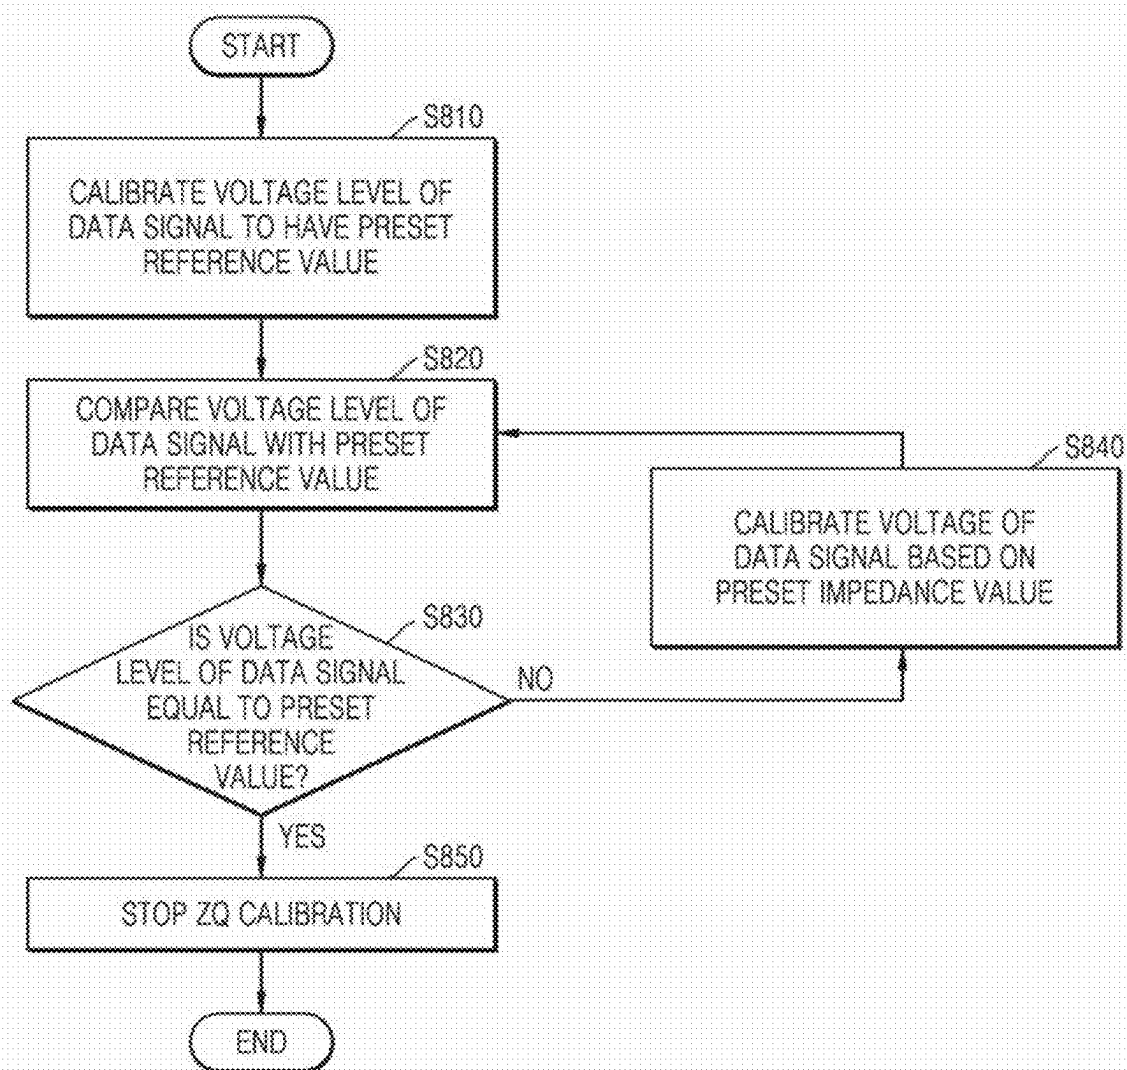 START
S810
CALIBRATE VOLTAGE LEVEL OF
DATA SIGNAL TO HAVE PRESET
REFERENCE VALUE
S820
COMPARE VOLTAGE LEVEL OF
DATA SIGNAL WITH PRESET
REFERENCE VALUE
S840
CALIBRATE VOLTAGE OF
DATA SIGNAL BASED ON
PRESET IMPEDANCE VALUE
S830
IS VOLTAGE
LEVEL OF DATA SIGNAL
EQUAL TO PRESET
REFERENCE
VALUE?
NO
YES
S850
STOP ZQ CALIBRATION
END